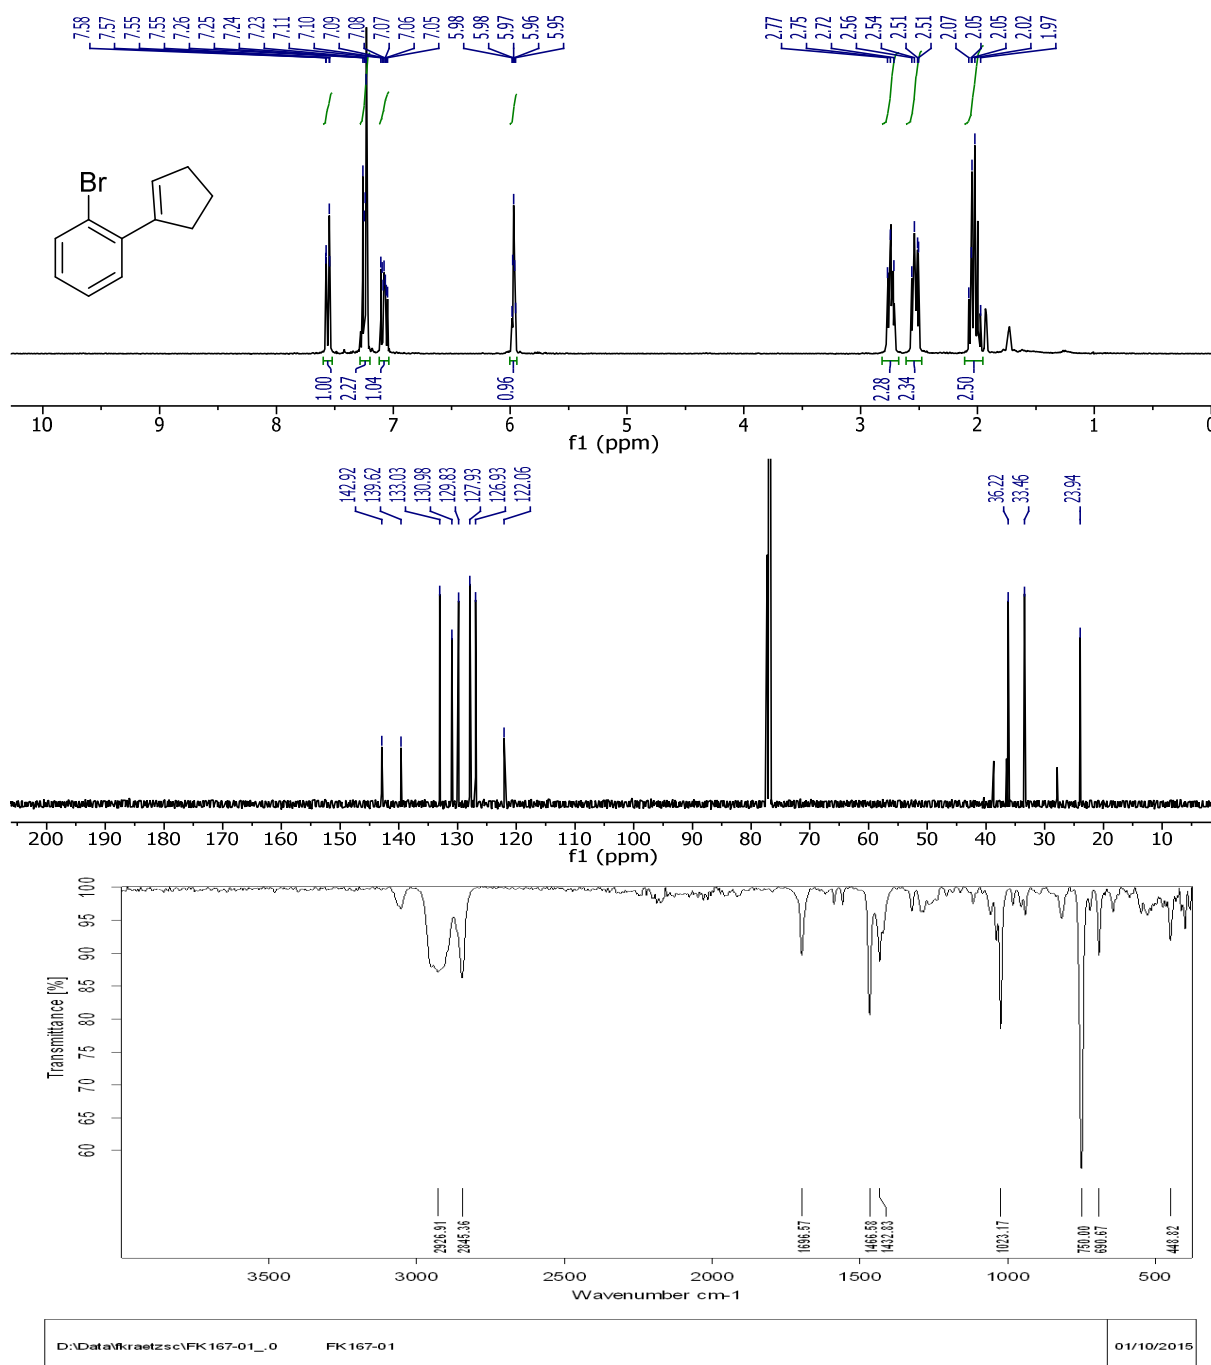 7.58 7.57 7.55 7.55 7.26 7.25 7.24 7.23 7.11 7.10 7.09 7.08 7.07 7.06 7.05 5.98 5.98 5.97 5.96 5.95 2.77 2.75 2.72 2.56 2.54 2.51 2.51 2.07 2.05 2.05 2.02 1.97
Br
1.00 2.27 1.04 0.96 2.28 2.34 2.50
10 9 8 7 6 5 4 3 2 1 0
f1 (ppm)
142.92 139.62 133.03 130.98 129.83 127.93 126.93 122.06 36.22 33.46 23.94
200 190 180 170 160 150 140 130 120 110 100 90 80 70 60 50 40 30 20 10
f1 (ppm)
Transmittance [%]
100
95
90
85
80
75
70
65
60
2926.91 2845.36 1696.57 1466.58 1432.83 1023.17 750.00 690.67 448.82
3500 3000 2500 2000 1500 1000 500
Wavenumber cm-1
D:\Data\fkraetzsc\FK167-01_.0 FK167-01 01/10/2015